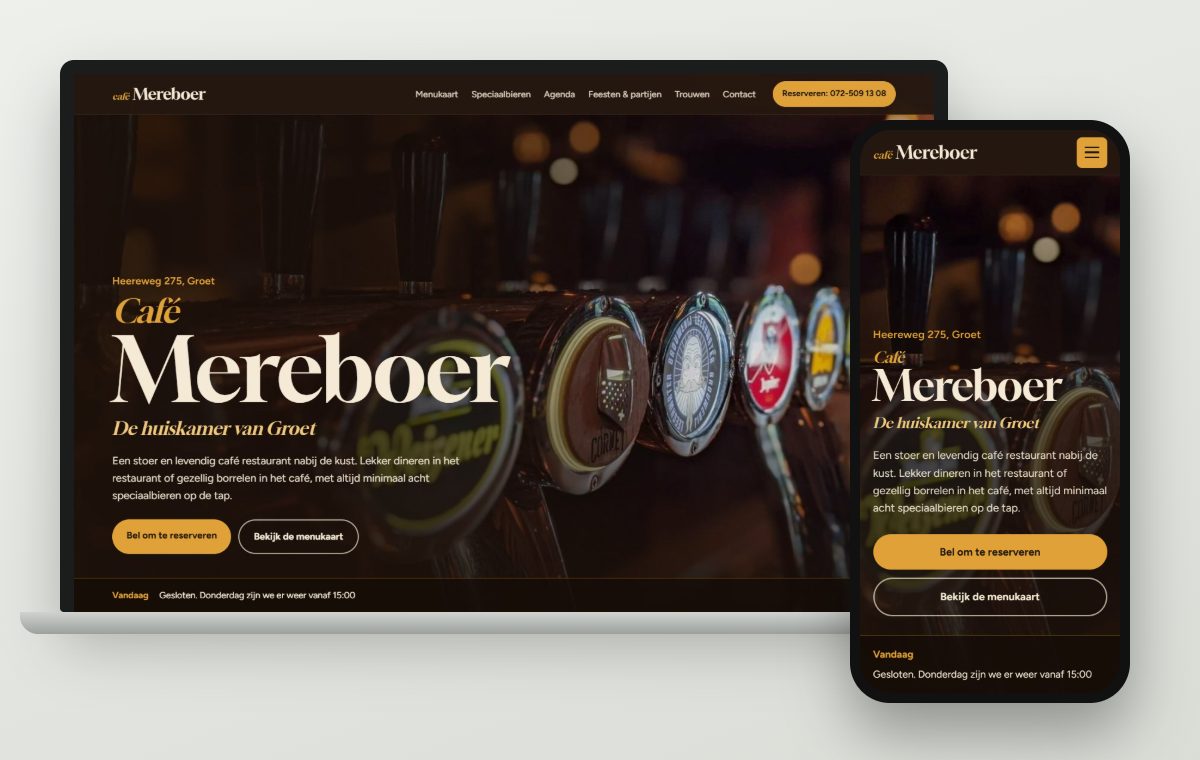 café Mereboer
Menukaart Speciaalbieren Agenda Feesten & partijen Trouwen Contact Reserveren: 072-509 13 08
Heereweg 275, Groet
Café
Mereboer
De huiskamer van Groet
Een stoer en levendig café restaurant nabij de kust. Lekker dineren in het
restaurant of gezellig borrelen in het café, met altijd minimaal acht
speciaalbieren op de tap.
Bel om te reserveren Bekijk de menukaart
Vandaag Gesloten. Donderdag zijn we er weer vanaf 15:00
CORNET
Jupiler
café Mereboer
Heereweg 275, Groet
Café
Mereboer
De huiskamer van Groet
Een stoer en levendig café restaurant nabij de
kust. Lekker dineren in het restaurant of
gezellig borrelen in het café, met altijd minimaal
acht speciaalbieren op de tap.
Bel om te reserveren
Bekijk de menukaart
Vandaag
Gesloten. Donderdag zijn we er weer vanaf 15:00